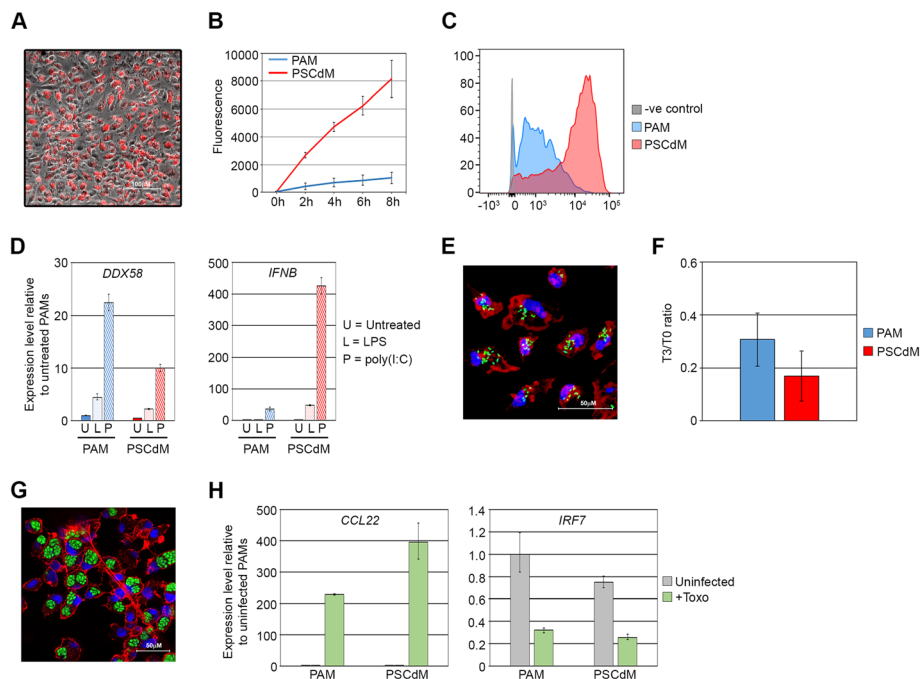 A
100µM
B
Fluorescence
10000
8000
6000
4000
2000
0
0h 2h 4h 6h 8h
PAM
PSCdM
C
100
80
60
40
20
0
-10³ 0 10³ 10⁴ 10⁵
-ve control
PAM
PSCdM
D
Expression level relative
to untreated PAMs
DDX58
30
20
10
0
U L P U L P
PAM PSCdM
IFNB
500
400
300
200
100
0
U L P U L P
PAM PSCdM
U = Untreated
L = LPS
P = poly(I:C)
E
50µM
F
T3/T0 ratio
0.6
0.4
0.2
0
PAM
PSCdM
G
50µM
H
Expression level relative
to uninfected PAMs
CCL22
400
400
300
200
100
0
PAM PSCdM
IRF7
1.4
1.2
1.0
0.8
0.6
0.4
0.2
0
PAM PSCdM
Uninfected
+Toxo